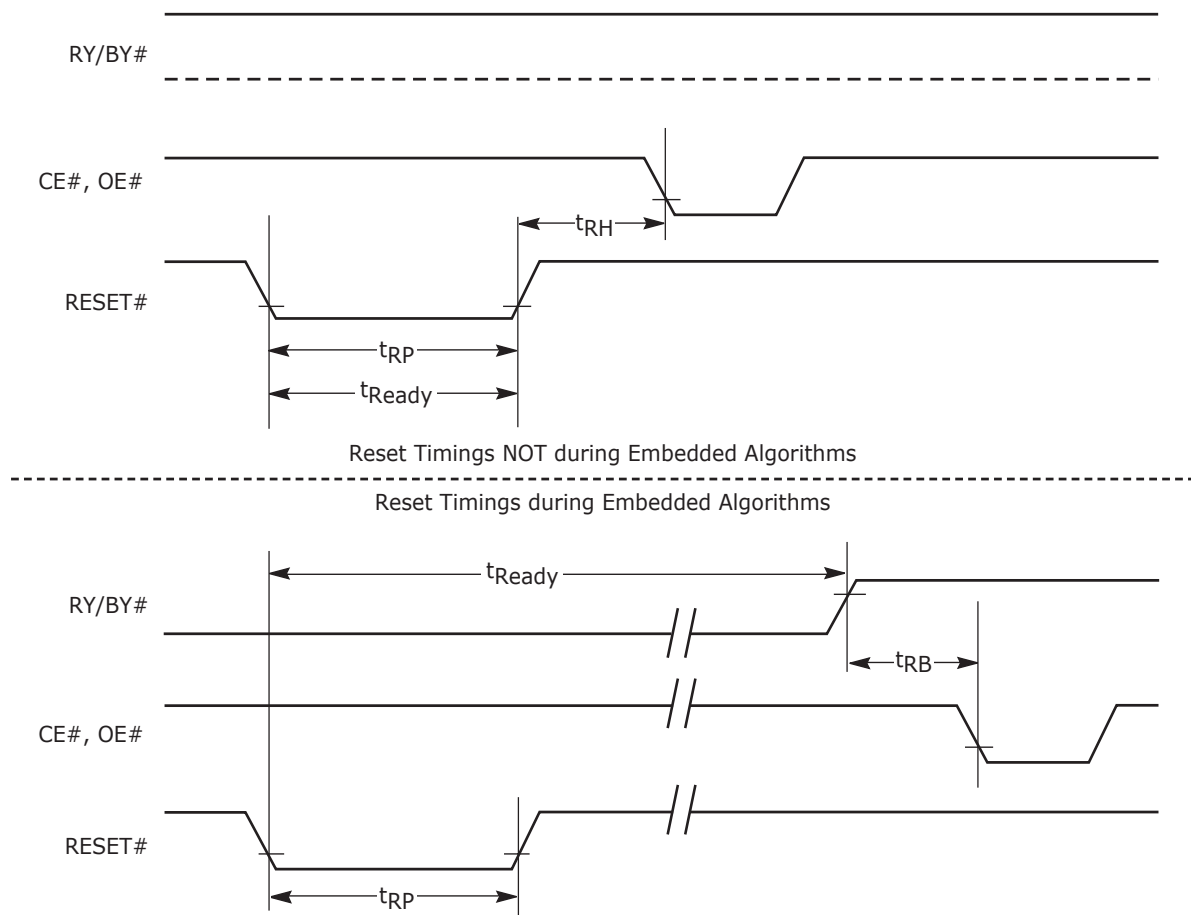 RY/BY#
CE#, OE#
tRH
RESET#
tRP
tReady
Reset Timings NOT during Embedded Algorithms
Reset Timings during Embedded Algorithms
tReady
RY/BY#
tRB
CE#, OE#
RESET#
tRP